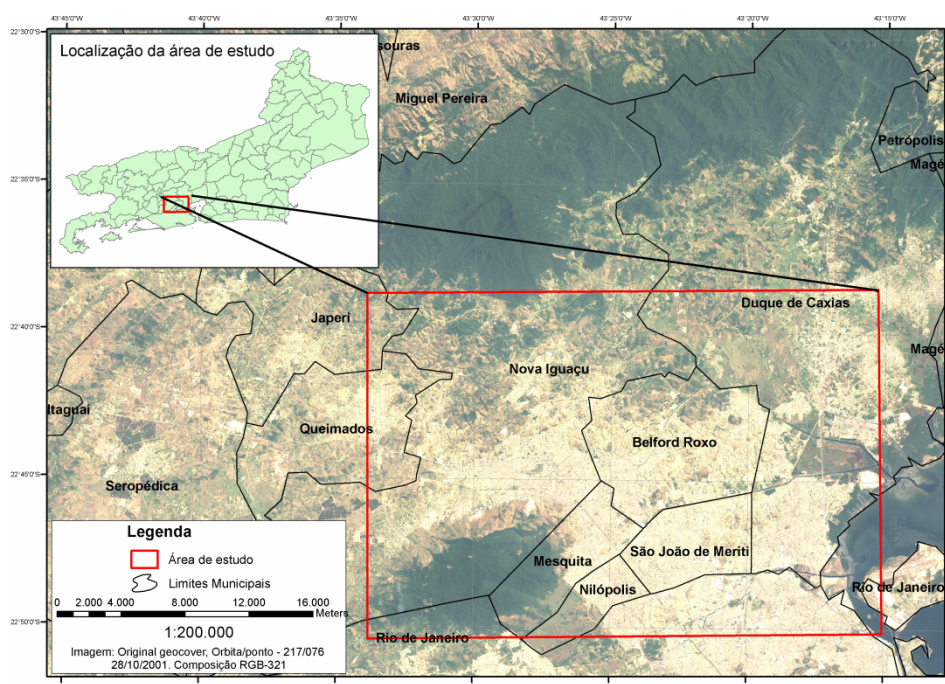 43°45'0"W 43°40'0"W 43°35'0"W 43°30'0"W 43°25'0"W 43°20'0"W 43°15'0"W
22°30'0"S
Localização da área de estudo
souras
Miguel Pereira
Petrópolis
Magé
22°35'0"S
Duque de Caxias
Japeri
22°40'0"S
Magé
Nova Iguaçu
Itaguaí
Queimados
Belford Roxo
22°45'0"S
Seropédica
Legenda
Área de estudo
Limites Municipais
0 2.000 4.000 8.000 12.000 16.000
Meters
1:200.000
Imagem: Original geocover, Orbita/ponto - 217/076
28/10/2001. Composição RGB-321
São João de Meriti
Mesquita
Nilópolis
Rio de Janeiro
22°50'0"S
Rio de Janeiro